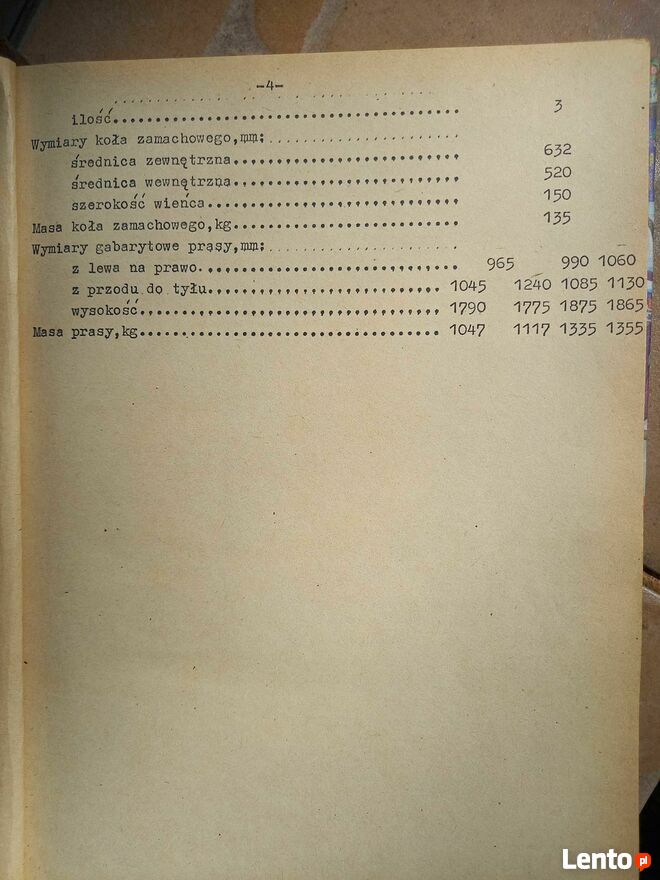 -4-
ilość............................................ 3
Wymiary koła zamachowego,mm:......................
średnica zewnętrzna.............................. 632
średnica wewnętrzna.............................. 520
szerokość wieńca................................. 150
Masa koła zamachowego,kg......................... 135
Wymiary gabarytowe prasy,mm:......................
z lewa na prawo.................................. 965 990 1060
z przodu do tyłu................................. 1045 1240 1085 1130
wysokość......................................... 1790 1775 1875 1865
Masa prasy,kg.................................... 1047 1117 1335 1355
Lento.pl